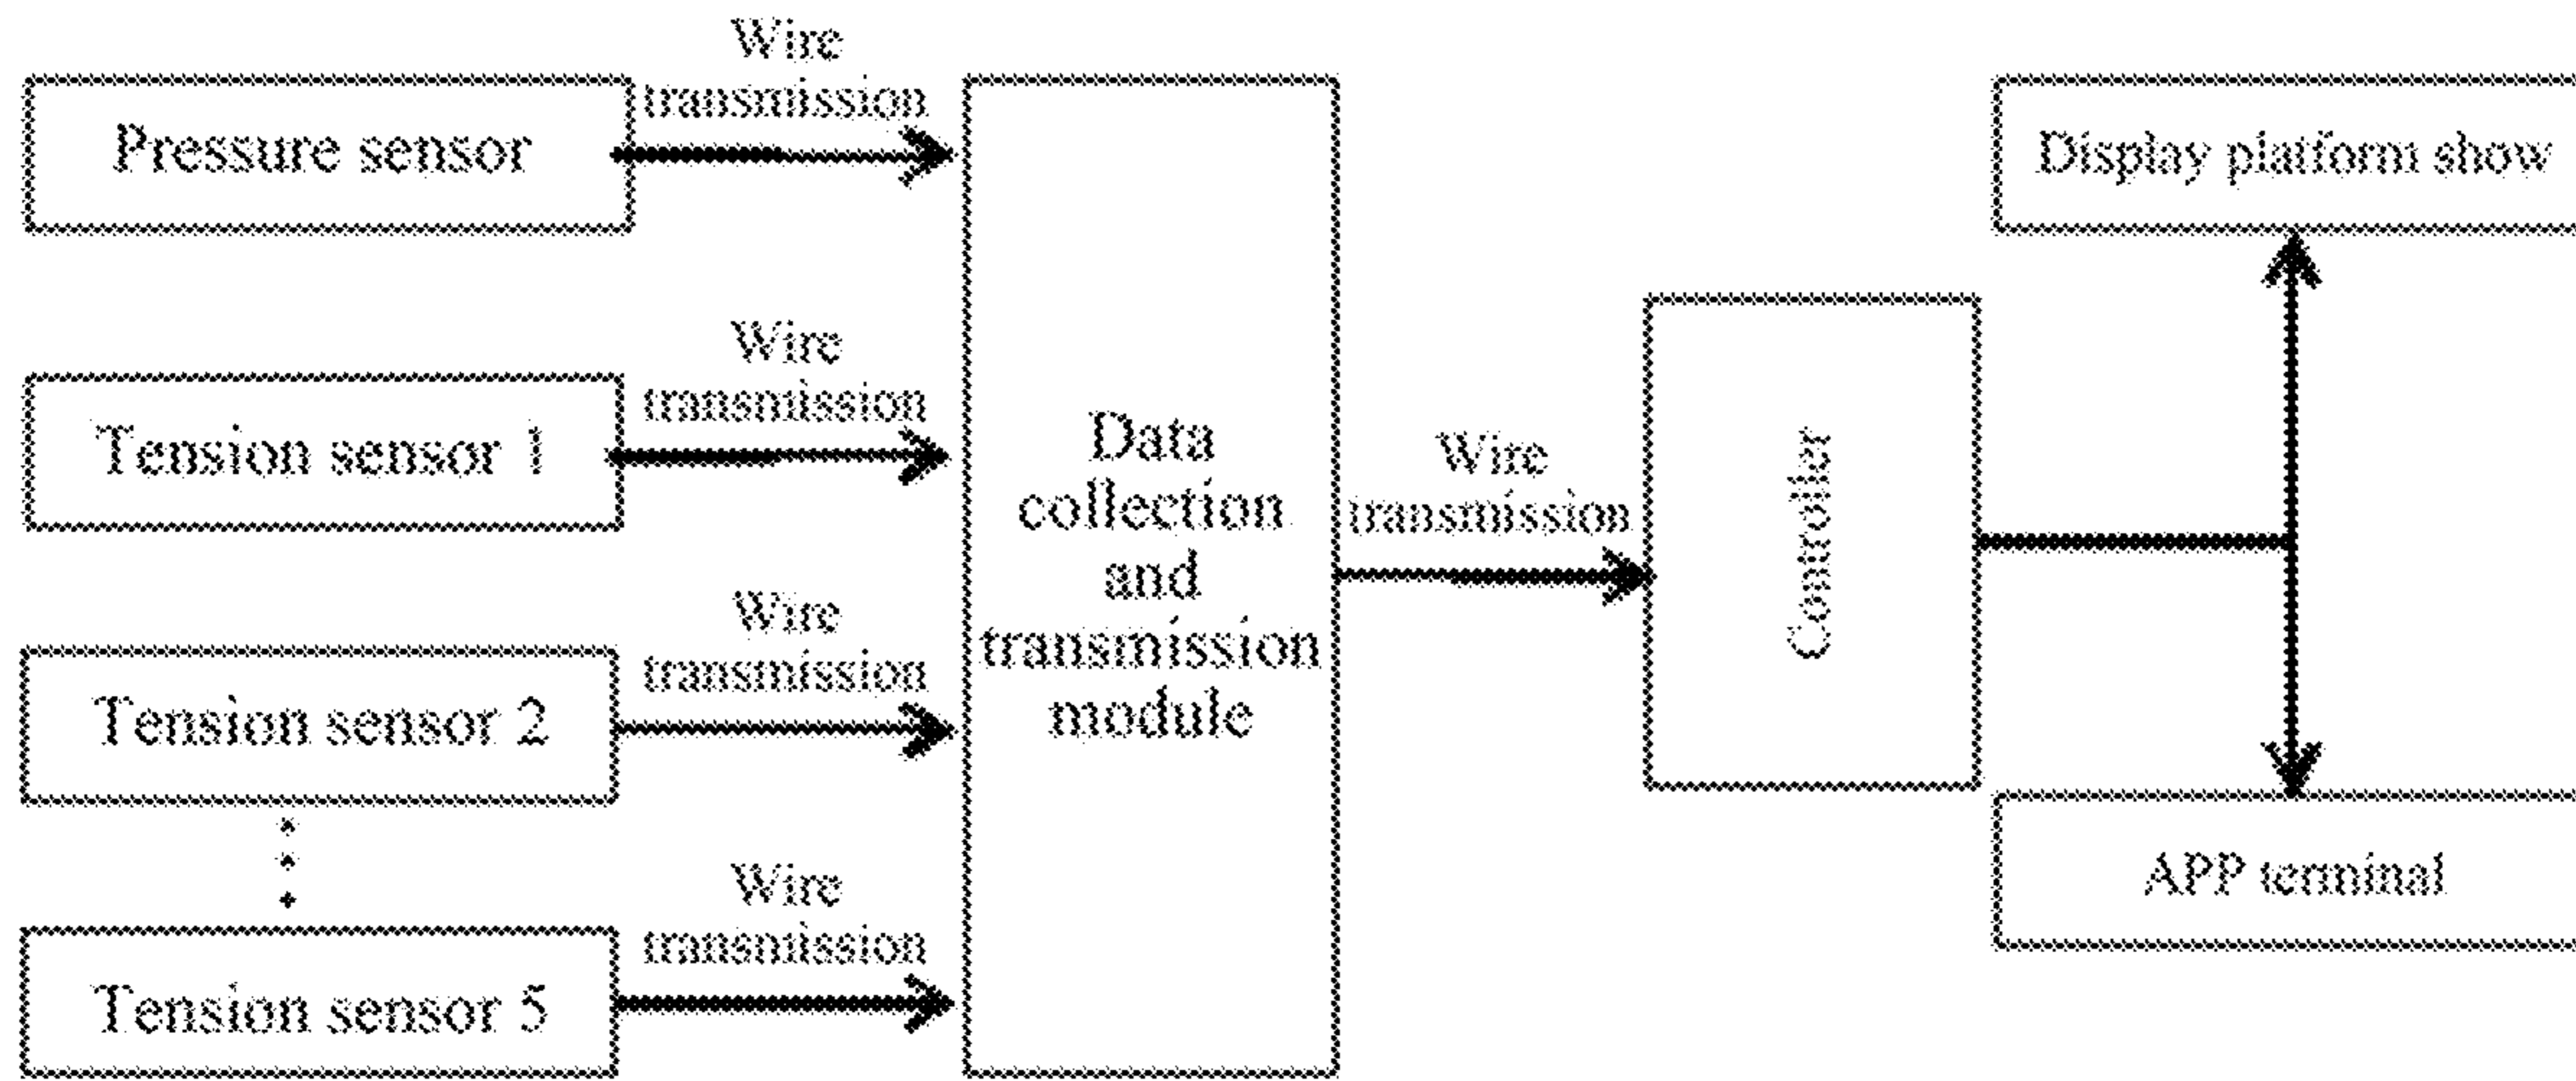 Wire
transmission
Pressure sensor
Display platform show
Wire
transmission
Tension sensor 1
Data
collection
and
transmission
module
Wire
transmission
Controllar
Wire
transmission
Tension sensor 2
APP terminal
Wire
transmission
Tension sensor 5